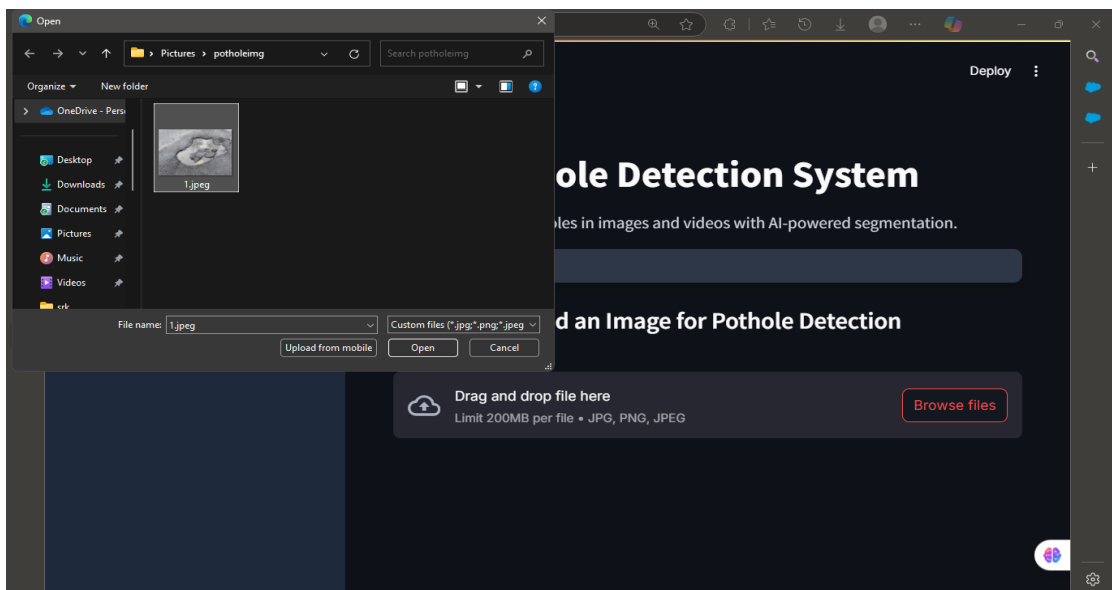 Open
Pictures > potholeimg
Search potholeimg
Organize
New folder
OneDrive - Pers
Desktop
Downloads
Documents
Pictures
Music
Videos
1.jpeg
File name: 1.jpeg
Custom files (*.jpg;*.png;*.jpeg
Upload from mobile
Open
Cancel
Deploy
ole Detection System
les in images and videos with AI-powered segmentation.
d an Image for Pothole Detection
Drag and drop file here
Limit 200MB per file • JPG, PNG, JPEG
Browse files